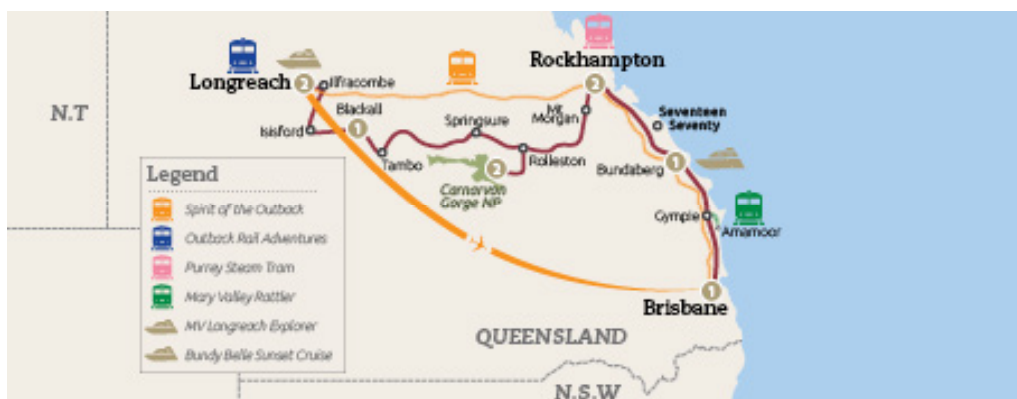 Rockhampton
2
Longreach
2
Ilfracombe
N.T
Blackall
1
Isisford
Springsure
Mt
Morgan
Seventeen
Seventy
Tambo
Rolleston
2
Carnarvon
Gorge NP
Bundaberg
1
Gympie
Amamoor
1
Brisbane
QUEENSLAND
N.S.W
Legend
Spirit of the Outback
Outback Rail Adventures
Purrey Steam Tram
Mary Valley Rattler
MV Longreach Explorer
Bundy Belle Sunset Cruise